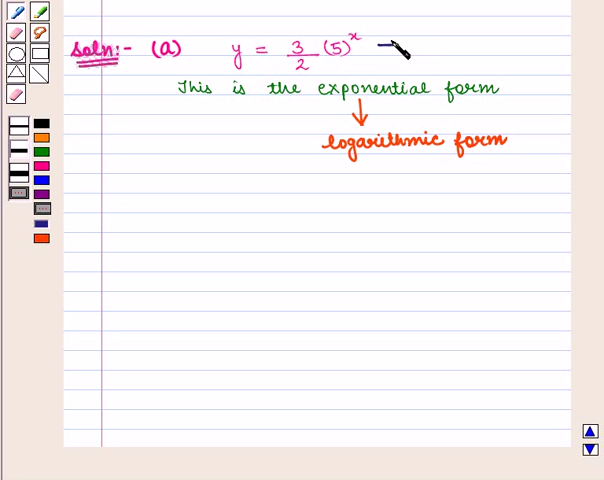 Soln:- (a) y = 3/2 (5)^x —
This is the exponential form
↓
logarithmic form